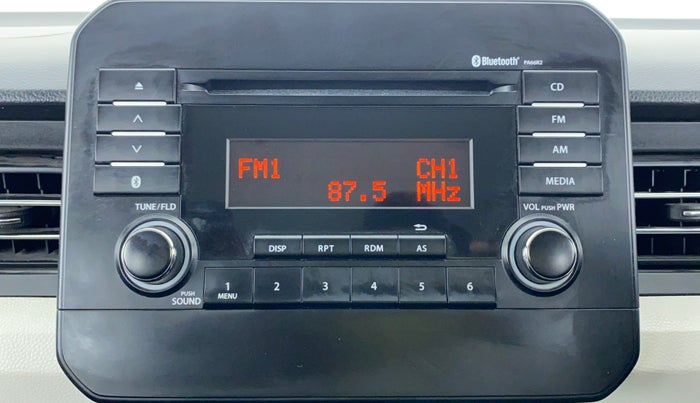 Bluetooth® PA66R2
CD
FM
AM
MEDIA
FM1 CH1
87.5 MHz
TUNE/FLD
VOL PUSH PWR
DISP RPT RDM AS
PUSH
SOUND
1 2 3 4 5 6
MENU